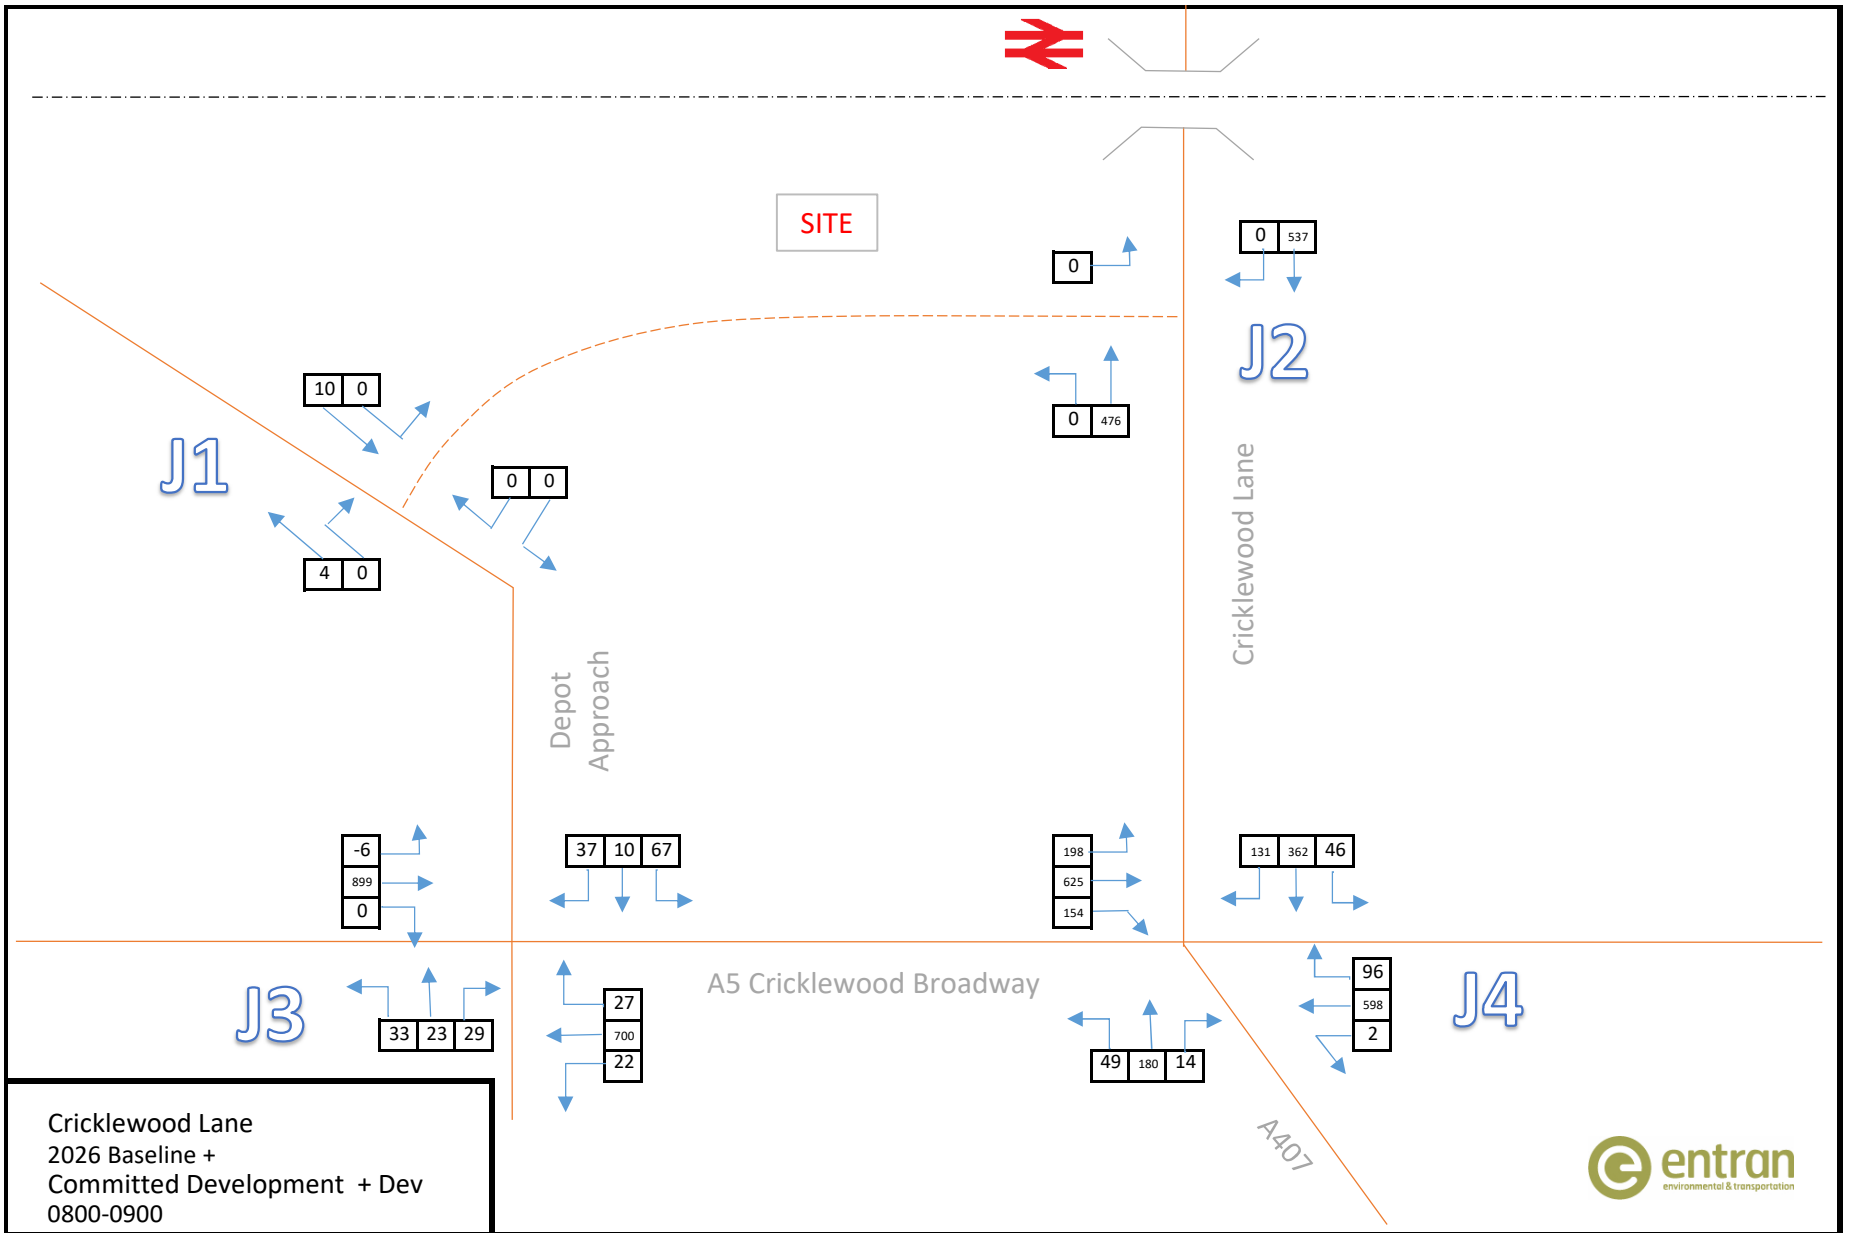 SITE
0 537
0
J2
10 0
0 476
J1
0 0
4 0
Cricklewood Lane
Depot
Approach
-6
899
0
37 10 67
198
625
154
131 362 46
A5 Cricklewood Broadway
J3
33 23 29
27
700
22
49 180 14
96
598
2
J4
A407
Cricklewood Lane
2026 Baseline +
Committed Development + Dev
0800-0900
entran
environmental & transportation